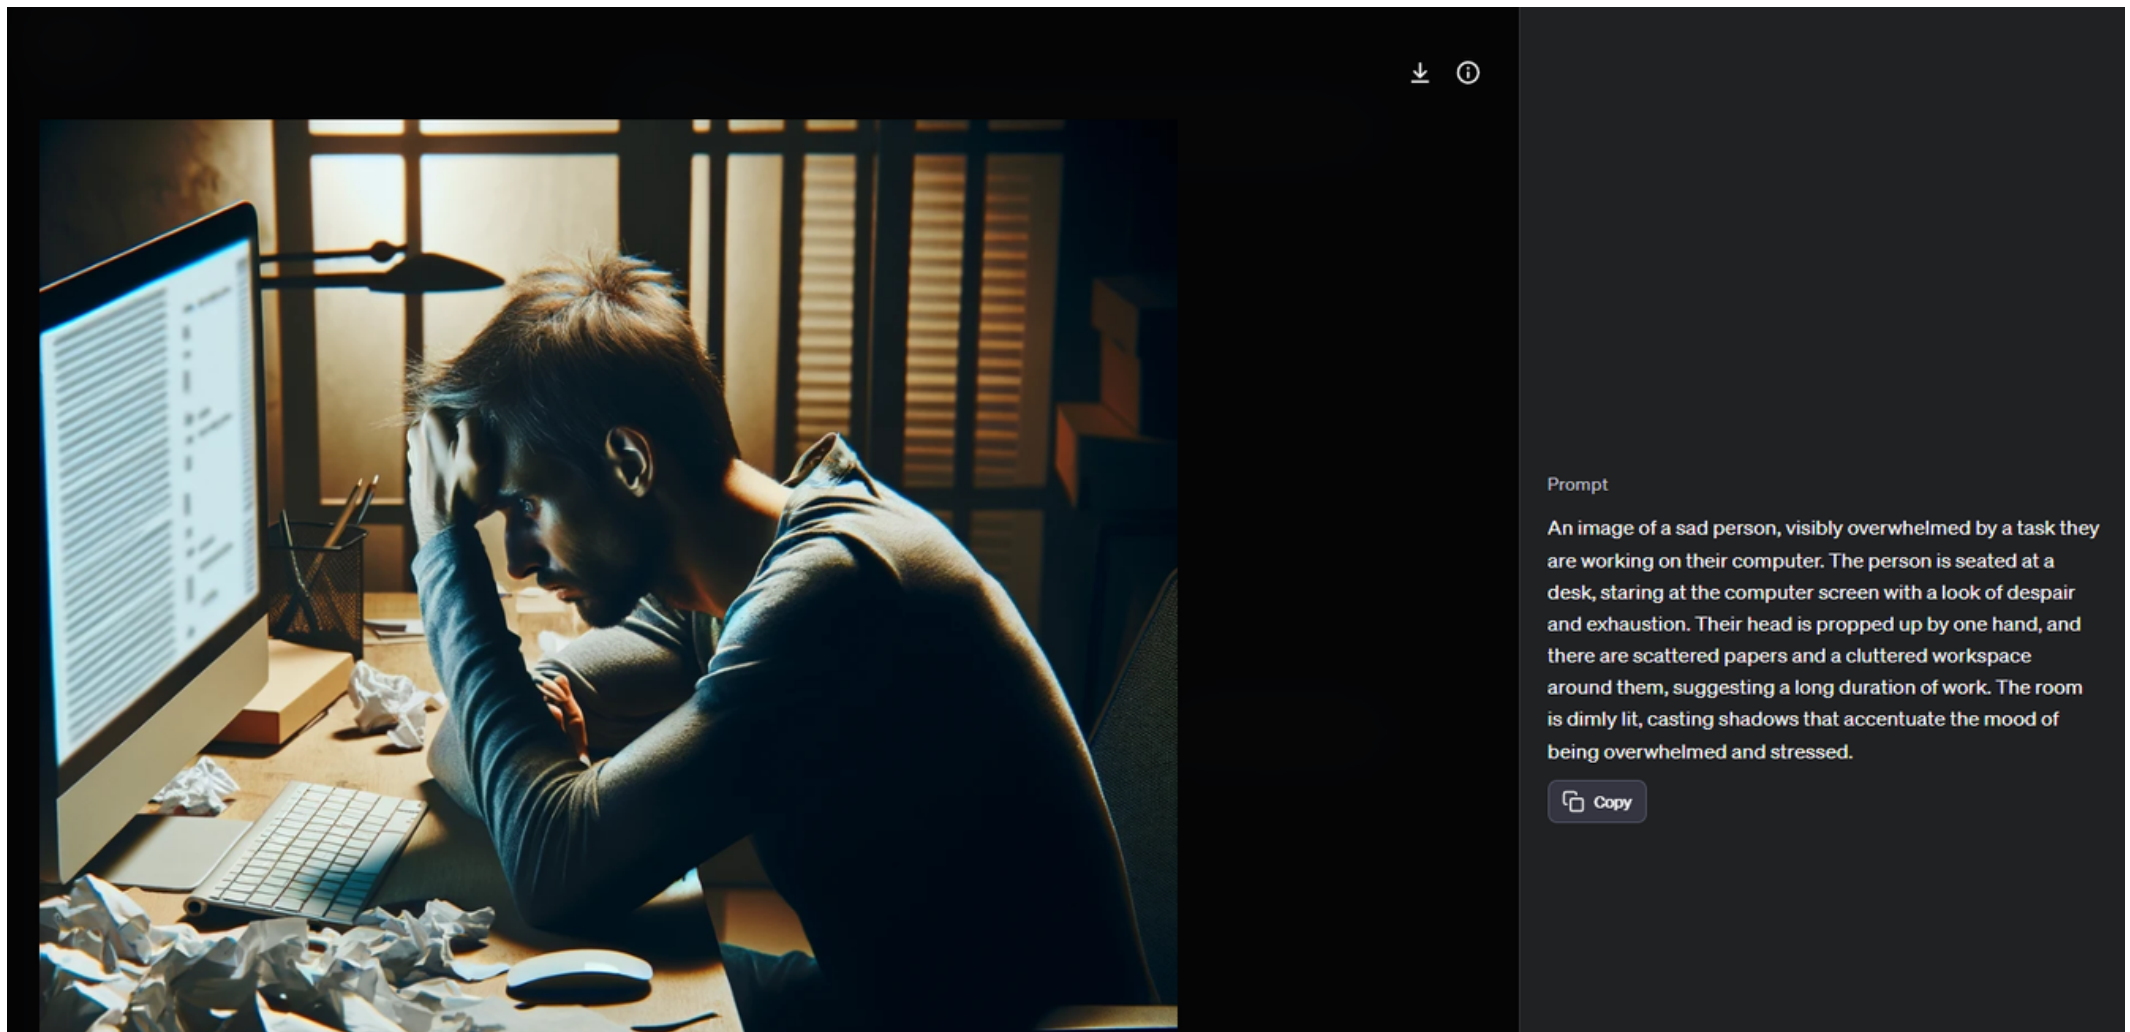 Prompt
An image of a sad person, visibly overwhelmed by a task they
are working on their computer. The person is seated at a
desk, staring at the computer screen with a look of despair
and exhaustion. Their head is propped up by one hand, and
there are scattered papers and a cluttered workspace
around them, suggesting a long duration of work. The room
is dimly lit, casting shadows that accentuate the mood of
being overwhelmed and stressed.
Copy